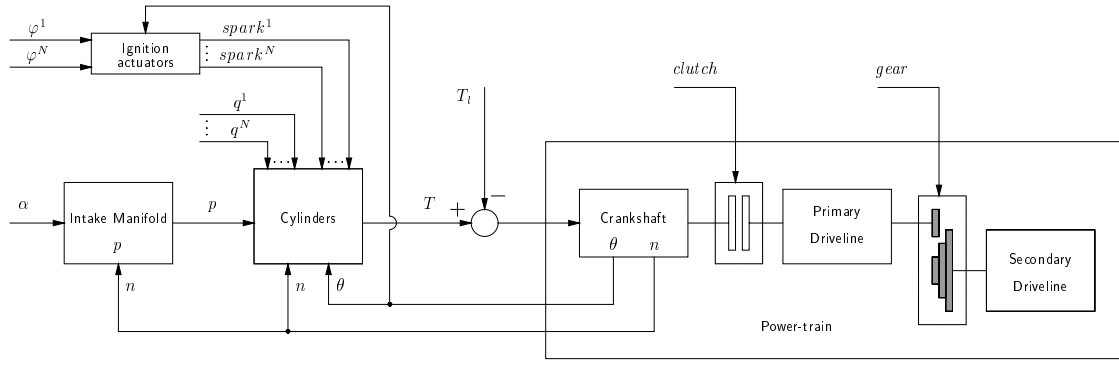 φ¹
φᴺ
Ignition
actuators
spark¹
⋮
sparkᴺ
q¹
⋮
qᴺ
... ...
clutch
gear
Tₗ
α
Intake Manifold
p
p
Cylinders
T
+
−
Crankshaft
θ n
Primary
Driveline
Secondary
Driveline
n
n
θ
Power-train